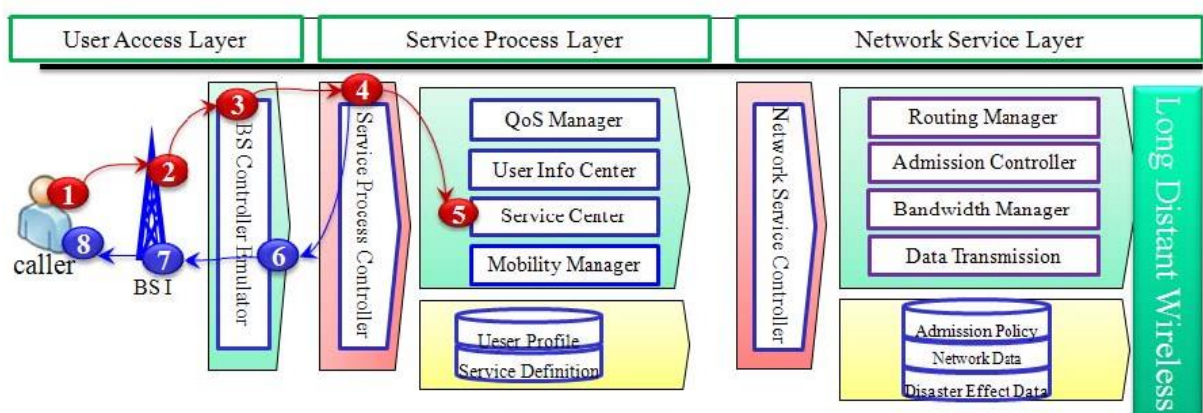 User Access Layer
Service Process Layer
Network Service Layer
1
2
3
4
5
6
7
8
caller
BS I
BS Controller Emulator
Service Process Controller
QoS Manager
User Info Center
Service Center
Mobility Manager
Ueser Profile
Service Definition
Network Service Controller
Routing Manager
Admission Controller
Bandwidth Manager
Data Transmission
Admission Policy
Network Data
Disaster Effect Data
Long Distant Wireless